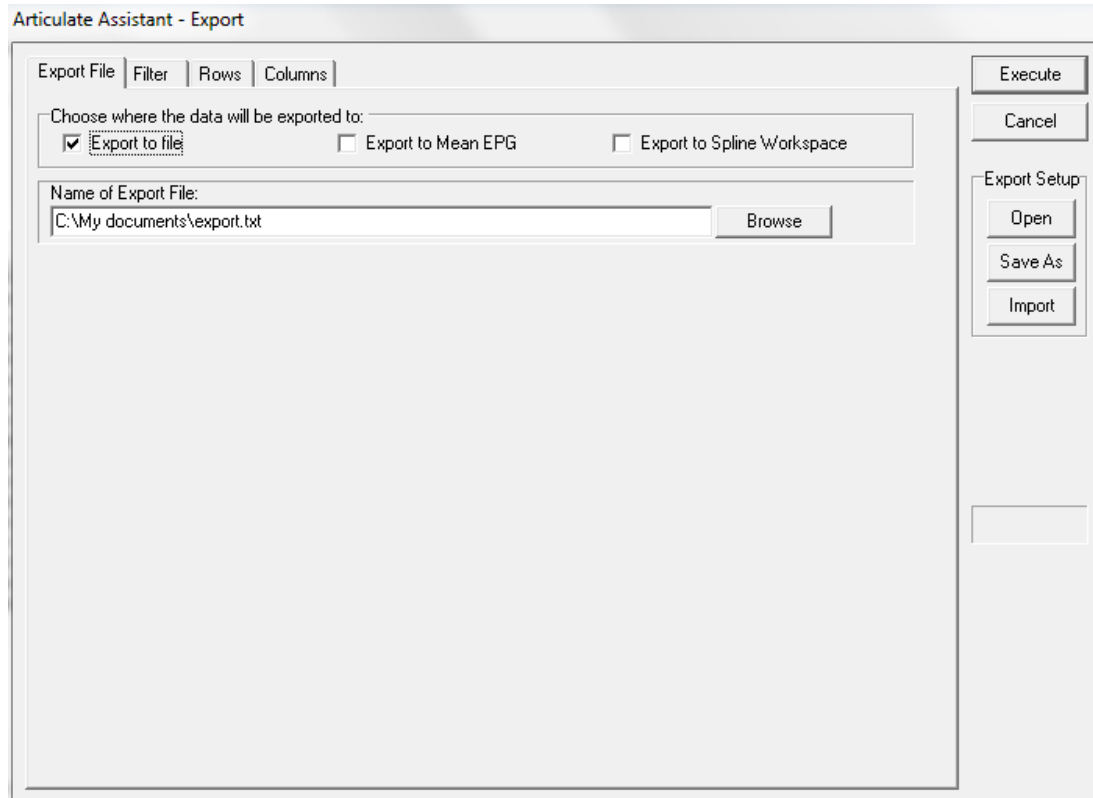 Articulate Assistant - Export
Export File Filter Rows Columns
Execute
Cancel
Choose where the data will be exported to:
Export to file Export to Mean EPG Export to Spline Workspace
Name of Export File:
C:\My documents\export.txt Browse
Export Setup
Open
Save As
Import